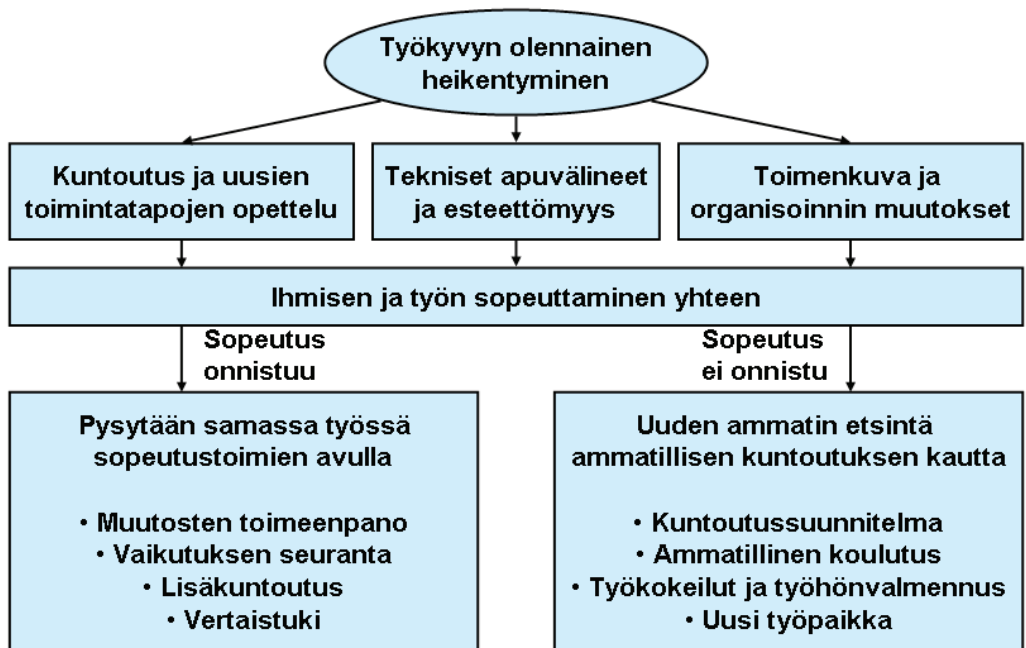 Työkyvyn olennainen
heikentyminen
Kuntoutus ja uusien
toimintatapojen opettelu
Tekniset apuvälineet
ja esteettömyys
Toimenkuva ja
organisoinnin muutokset
Ihmisen ja työn sopeuttaminen yhteen
Sopeutus
onnistuu
Sopeutus
ei onnistu
Pysytään samassa työssä
sopeutustoimien avulla
• Muutosten toimeenpano
• Vaikutuksen seuranta
• Lisäkuntoutus
• Vertaistuki
Uuden ammatin etsintä
ammatillisen kuntoutuksen kautta
• Kuntoutussuunnitelma
• Ammatillinen koulutus
• Työkokeilut ja työhönvalmennus
• Uusi työpaikka